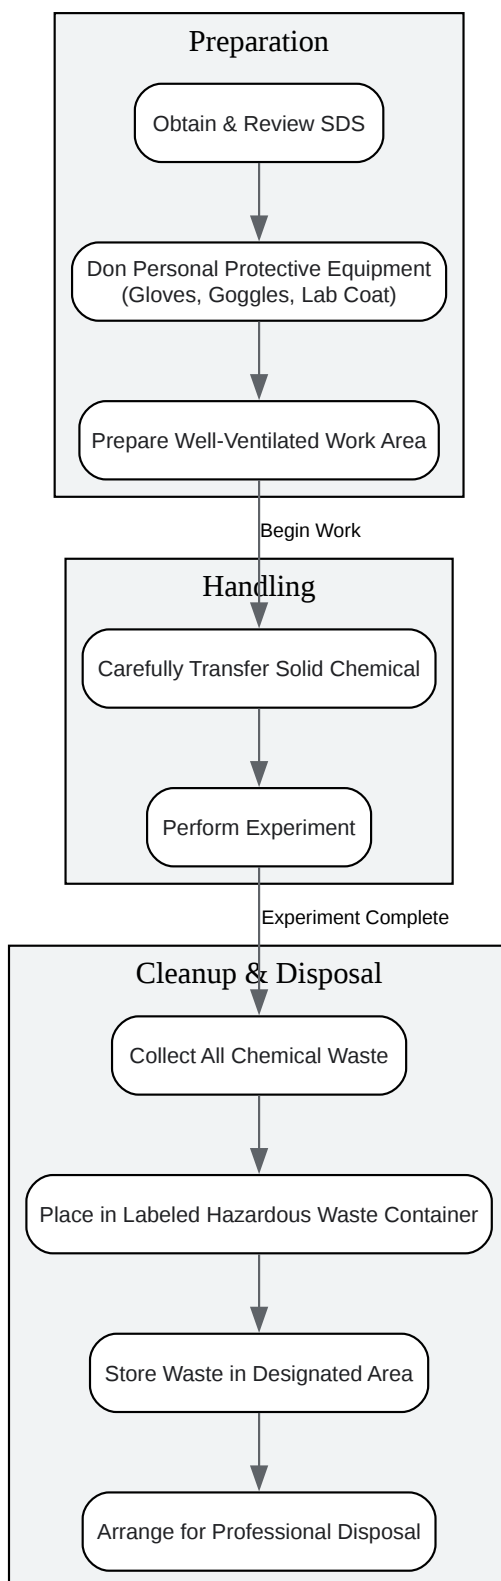 Preparation
Obtain & Review SDS
Don Personal Protective Equipment
(Gloves, Goggles, Lab Coat)
Prepare Well-Ventilated Work Area
Begin Work
Handling
Carefully Transfer Solid Chemical
Perform Experiment
Experiment Complete
Cleanup & Disposal
Collect All Chemical Waste
Place in Labeled Hazardous Waste Container
Store Waste in Designated Area
Arrange for Professional Disposal